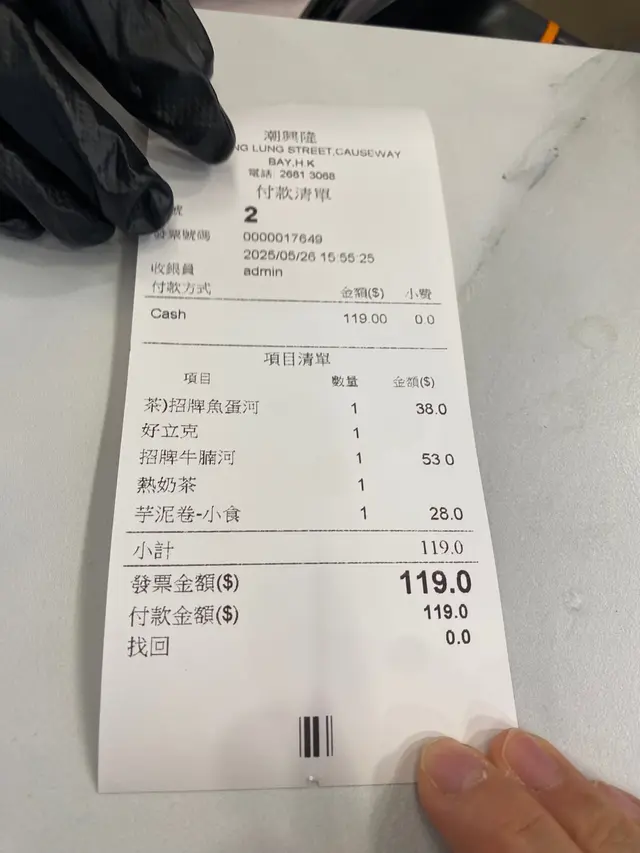 潮興隆
NG LUNG STREET,CAUSEWAY
BAY,H.K
電話 2681 3068
付款清單
號 2
發票號碼 0000017649
2025/05/26 15:55:25
收銀員 admin
付款方式 金額($) 小費
Cash 119.00 0.0
項目清單
項目 數量 金額($)
茶)招牌魚蛋河 1 38.0
好立克 1
招牌牛腩河 1 53.0
熱奶茶 1
芋泥卷-小食 1 28.0
小計 119.0
發票金額($) 119.0
付款金額($) 119.0
找回 0.0